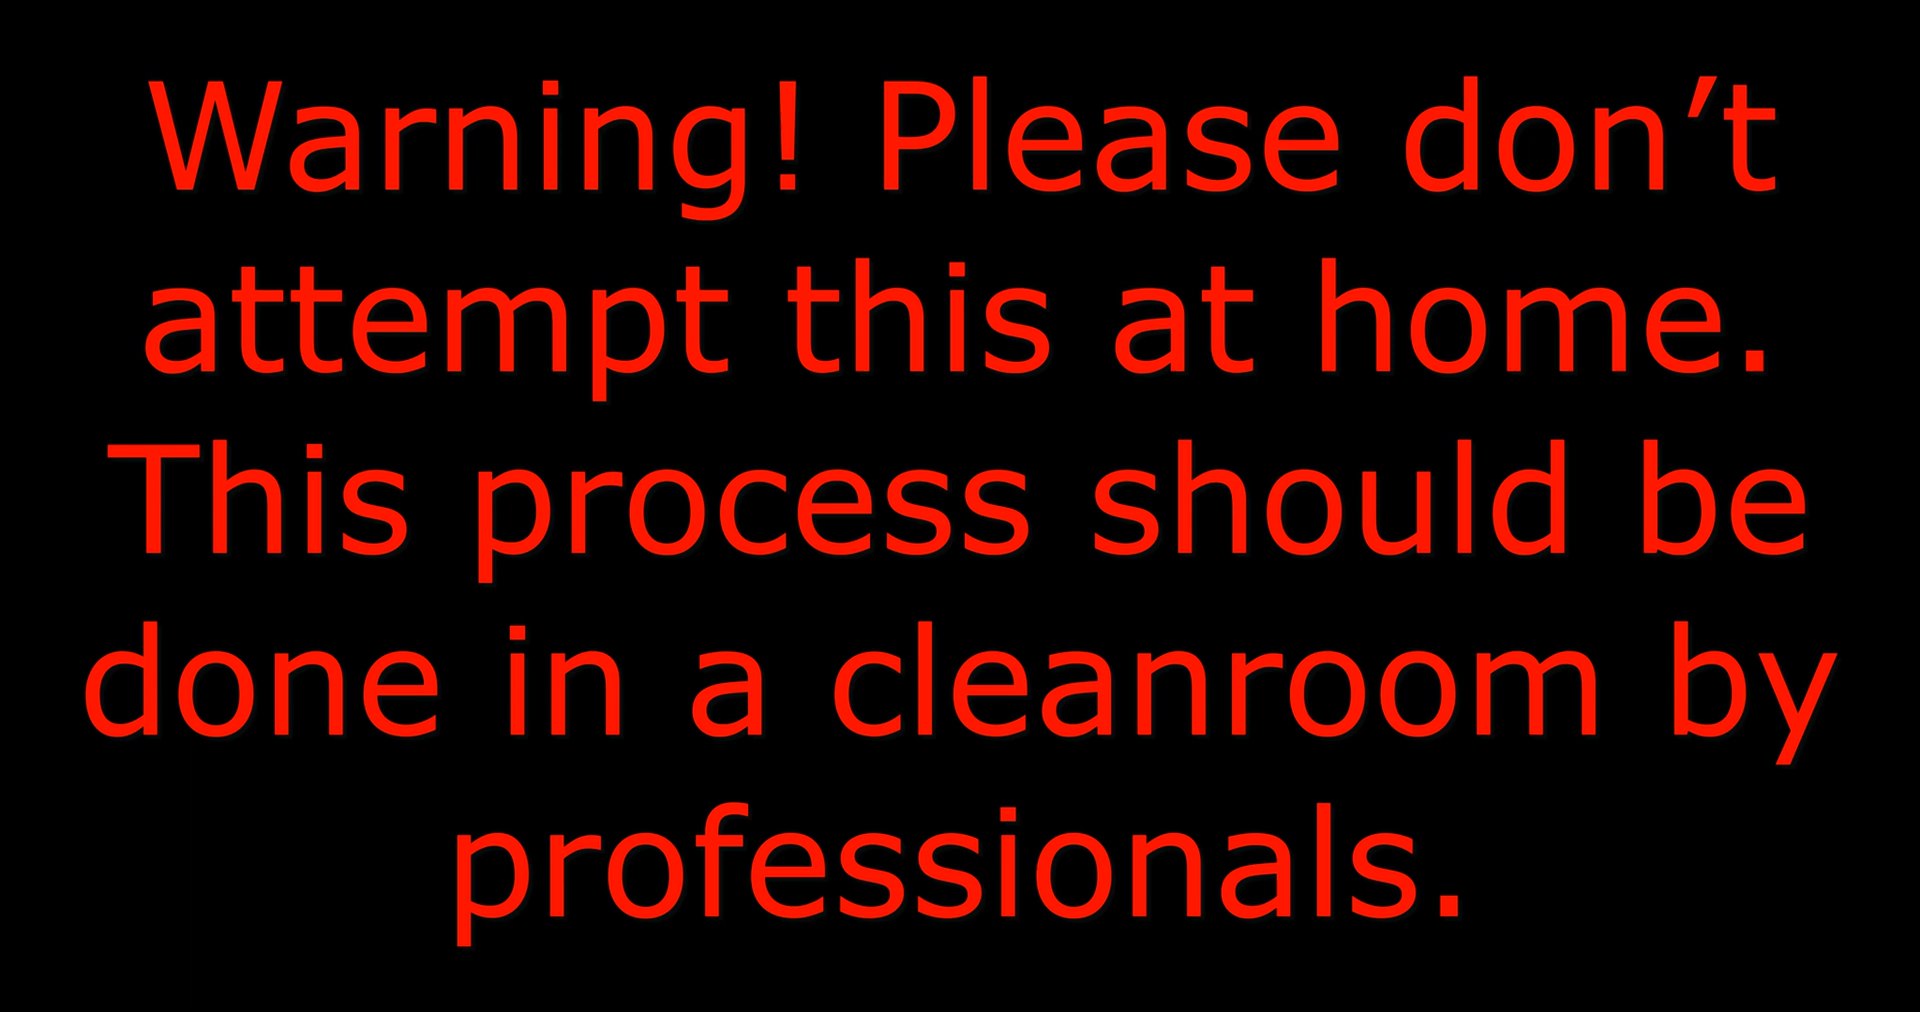 Warning! Please don’t
attempt this at home.
This process should be
done in a cleanroom by
professionals.